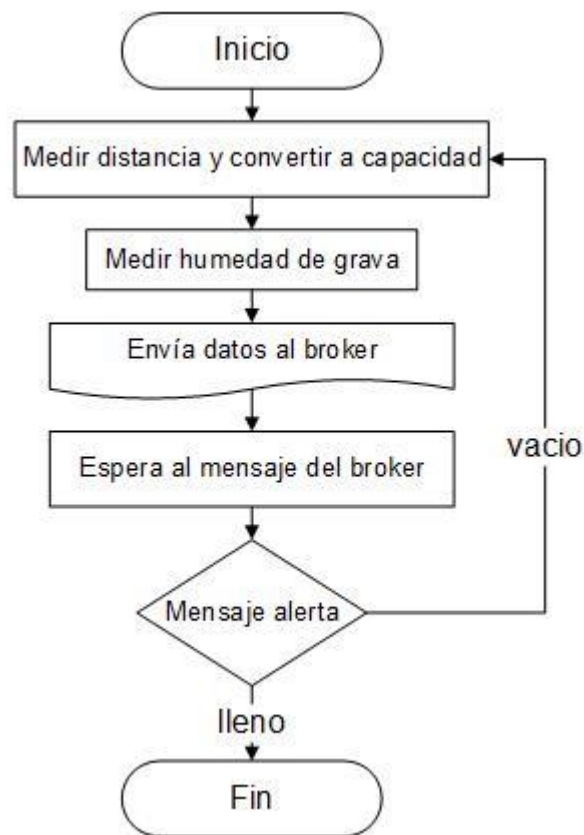 Inicio
Medir distancia y convertir a capacidad
Medir humedad de grava
Envía datos al broker
Espera al mensaje del broker
vacio
Mensaje alerta
lleno
Fin